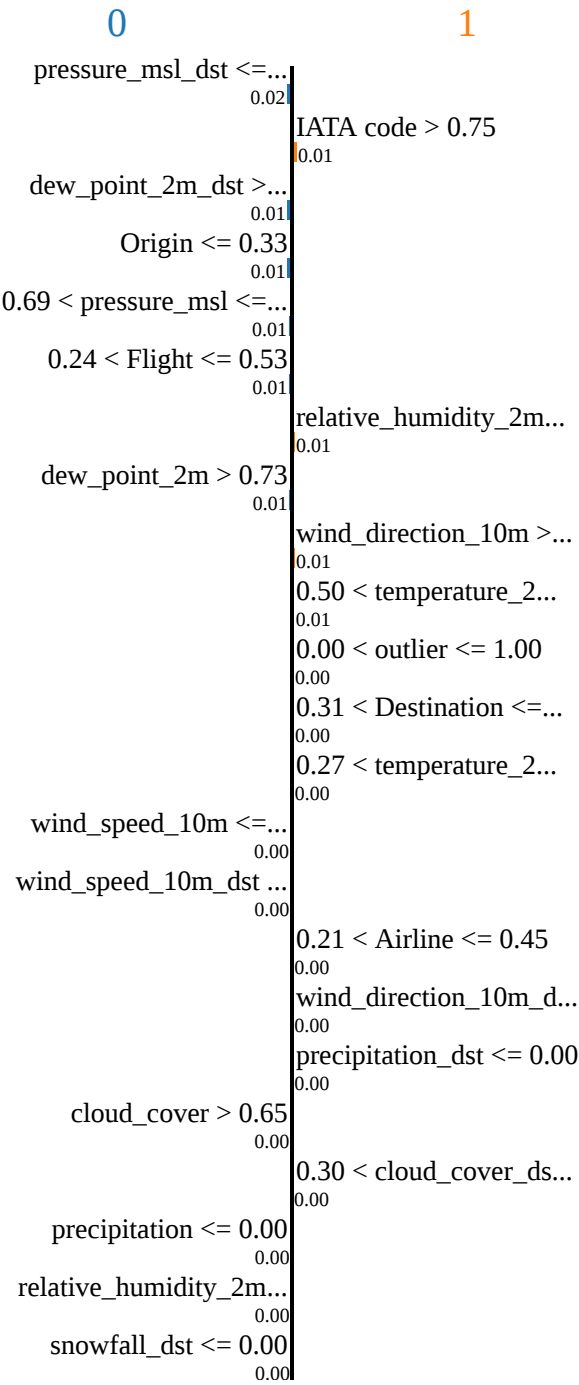 0
1
pressure_msl_dst <=...
0.02
IATA code > 0.75
0.01
dew_point_2m_dst >...
0.01
Origin <= 0.33
0.01
0.69 < pressure_msl <=...
0.01
0.24 < Flight <= 0.53
0.01
relative_humidity_2m...
0.01
dew_point_2m > 0.73
0.01
wind_direction_10m >...
0.01
0.50 < temperature_2...
0.01
0.00 < outlier <= 1.00
0.00
0.31 < Destination <=...
0.00
0.27 < temperature_2...
0.00
wind_speed_10m <=...
0.00
wind_speed_10m_dst ...
0.00
0.21 < Airline <= 0.45
0.00
wind_direction_10m_d...
0.00
precipitation_dst <= 0.00
0.00
cloud_cover > 0.65
0.00
0.30 < cloud_cover_ds...
0.00
precipitation <= 0.00
0.00
relative_humidity_2m...
0.00
snowfall_dst <= 0.00
0.00